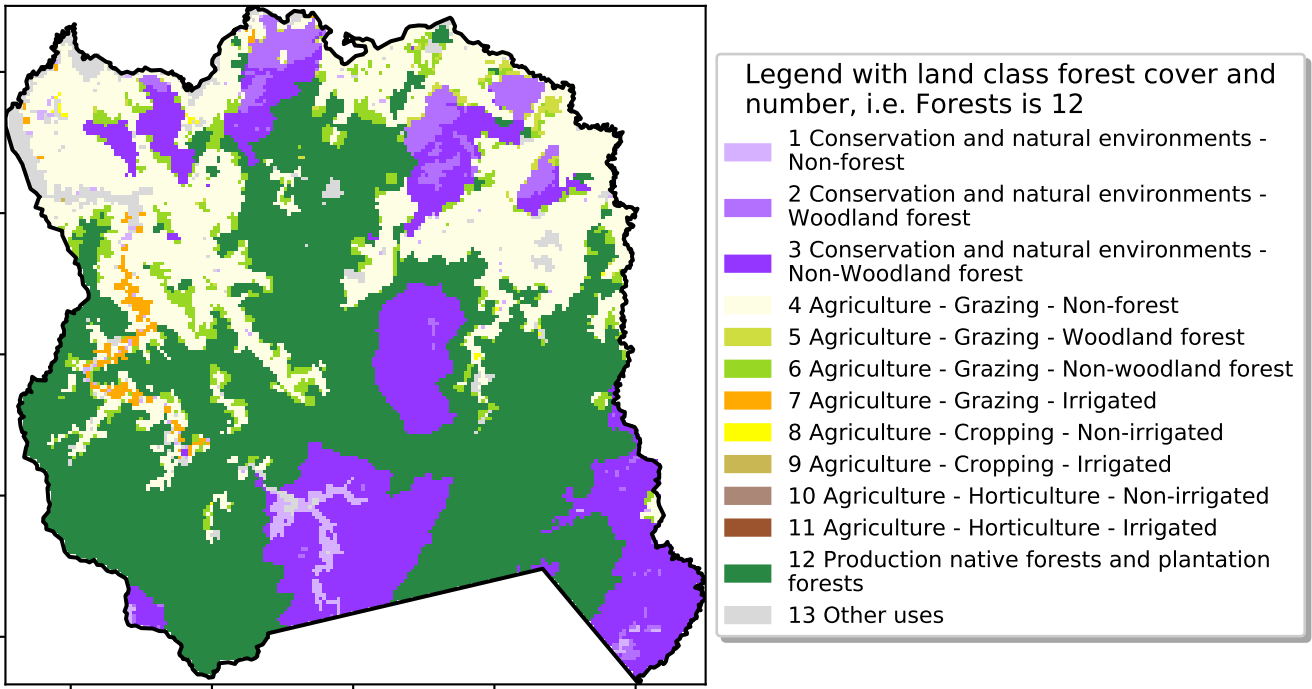 Legend with land class forest cover and
number, i.e. Forests is 12
1 Conservation and natural environments -
Non-forest
2 Conservation and natural environments -
Woodland forest
3 Conservation and natural environments -
Non-Woodland forest
4 Agriculture - Grazing - Non-forest
5 Agriculture - Grazing - Woodland forest
6 Agriculture - Grazing - Non-woodland forest
7 Agriculture - Grazing - Irrigated
8 Agriculture - Cropping - Non-irrigated
9 Agriculture - Cropping - Irrigated
10 Agriculture - Horticulture - Non-irrigated
11 Agriculture - Horticulture - Irrigated
12 Production native forests and plantation
forests
13 Other uses